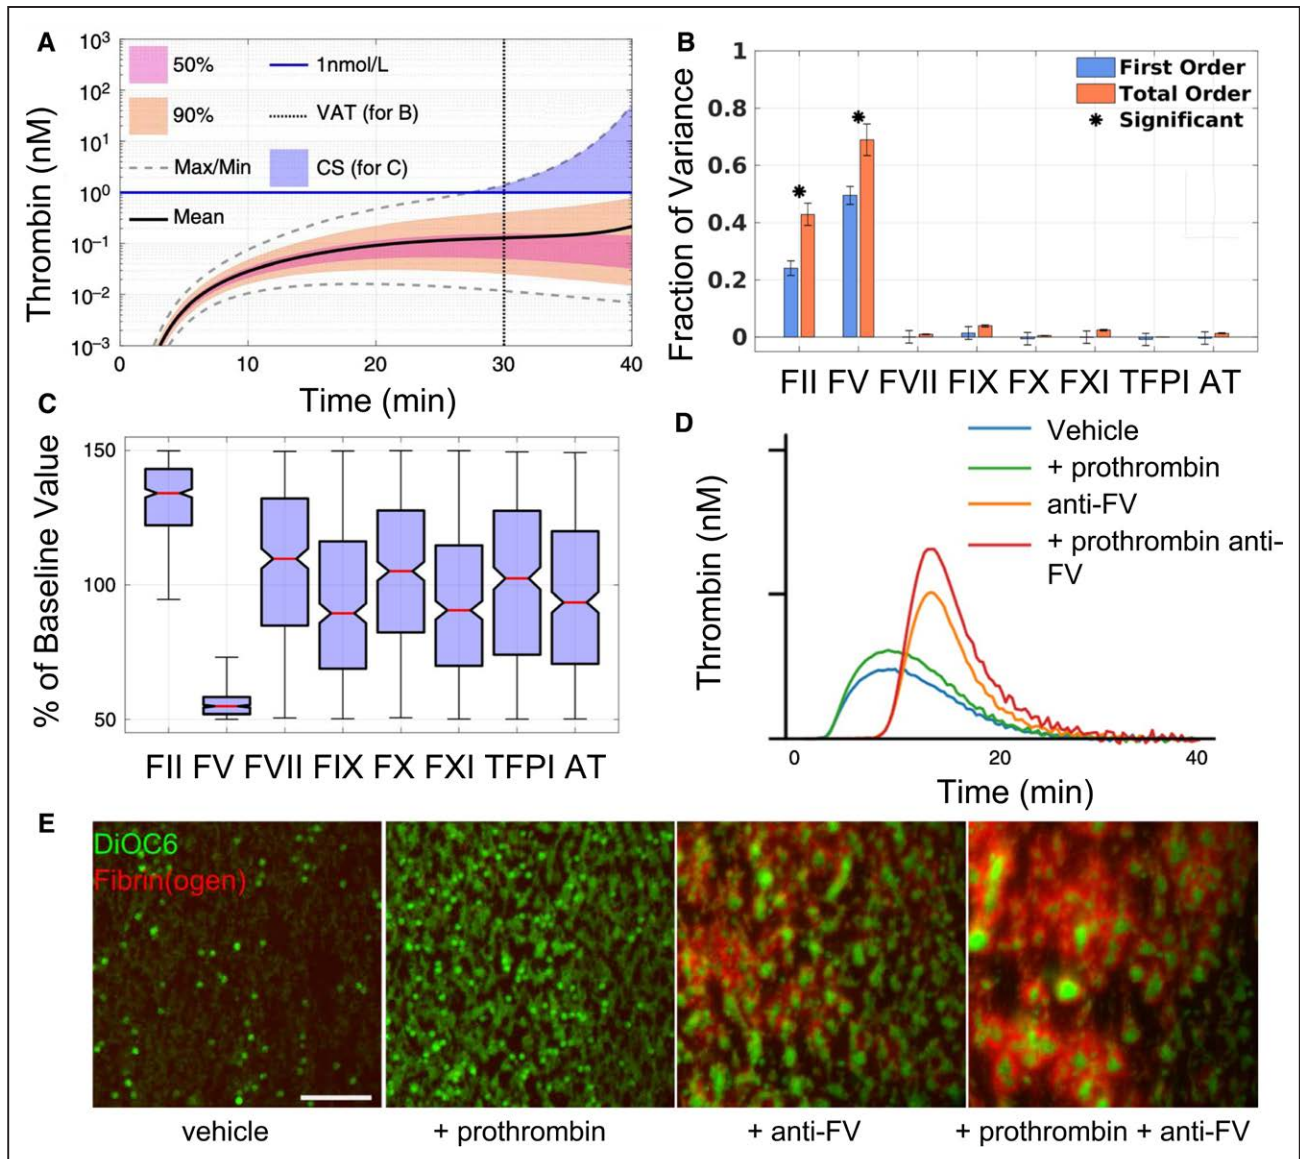 A
10³
10²
10¹
10⁰
10⁻¹
10⁻²
10⁻³
Thrombin (nM)
50%
90%
Max/Min
Mean
1nmol/L
VAT (for B)
CS (for C)
0 10 20 30 40
Time (min)
B
1
0.8
0.6
0.4
0.2
0
Fraction of Variance
First Order
Total Order
* Significant
*
*
FII FV FVII FIX FX FXI TFPI AT
C
150
100
50
% of Baseline Value
FII FV FVII FIX FX FXI TFPI AT
D
Vehicle
+ prothrombin
anti-FV
+ prothrombin anti-
FV
Thrombin (nM)
0 20 40
Time (min)
E
DiOC6
Fibrin(ogen)
vehicle
+ prothrombin
+ anti-FV
+ prothrombin + anti-FV